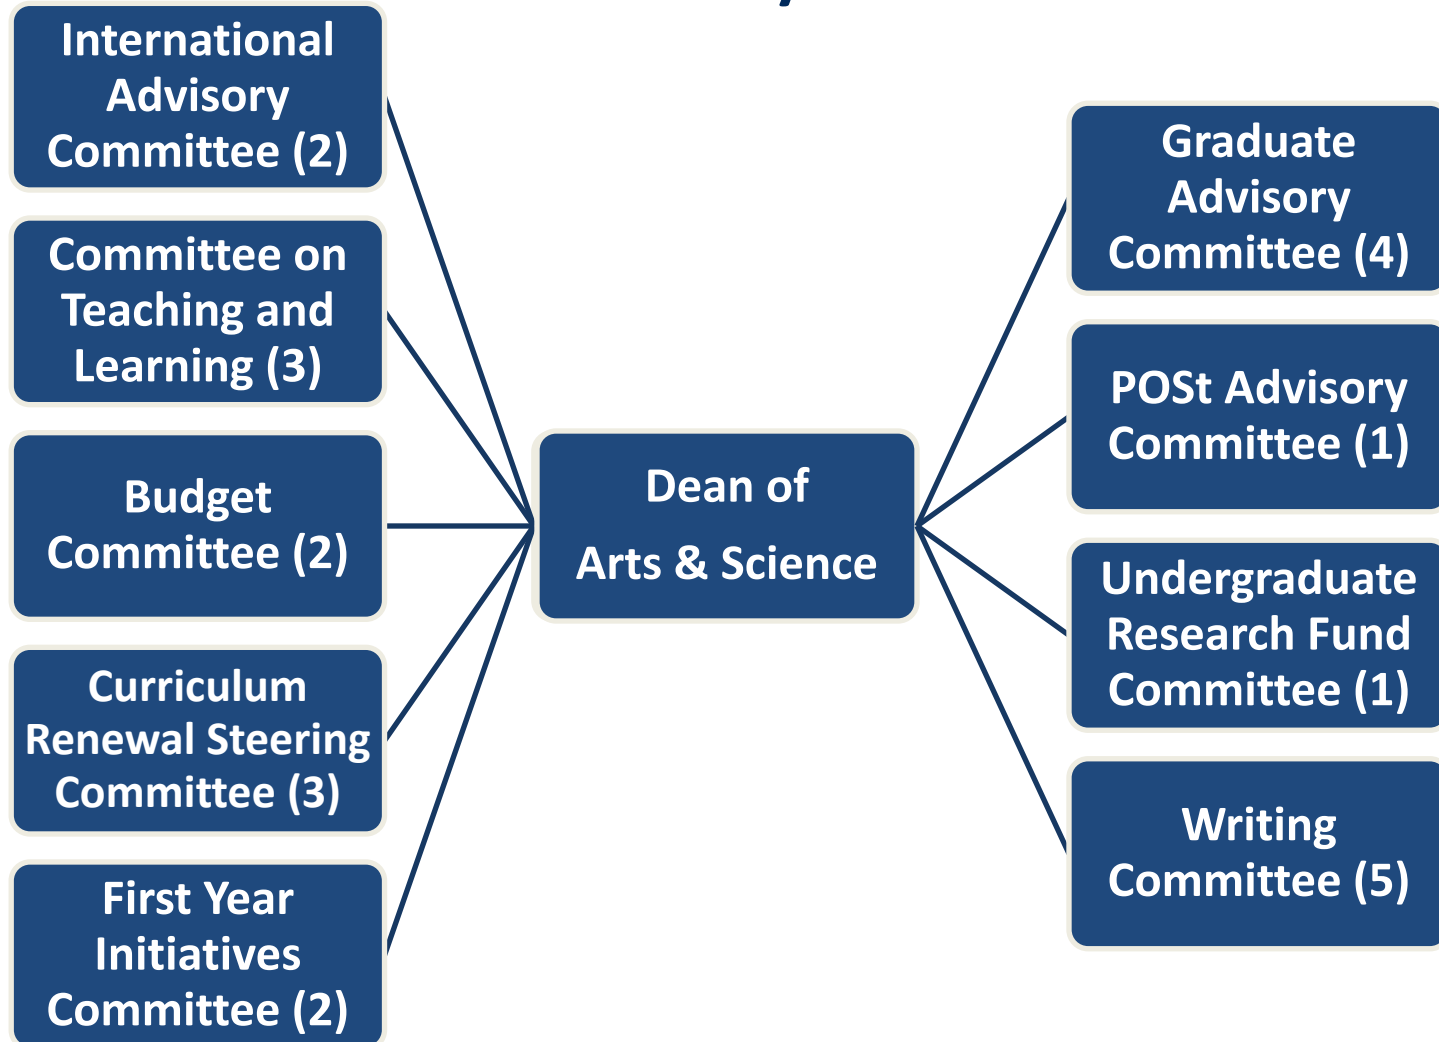 International
Advisory
Committee (2)
Committee on
Teaching and
Learning (3)
Budget
Committee (2)
Curriculum
Renewal Steering
Committee (3)
First Year
Initiatives
Committee (2)
Dean of
Arts & Science
Graduate
Advisory
Committee (4)
POSt Advisory
Committee (1)
Undergraduate
Research Fund
Committee (1)
Writing
Committee (5)